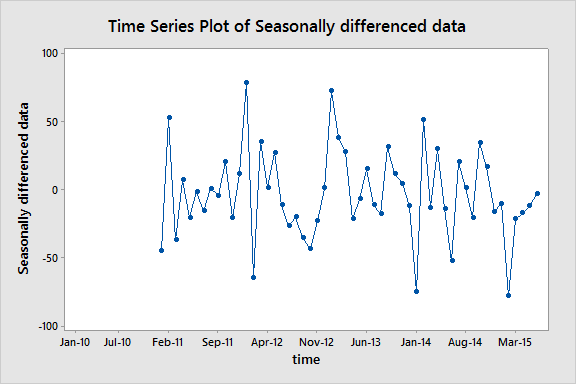 Time Series Plot of Seasonally differenced data
100
50
0
-50
-100
Seasonally differenced data
Jan-10 Jul-10 Feb-11 Sep-11 Apr-12 Nov-12 Jun-13 Jan-14 Aug-14 Mar-15
time